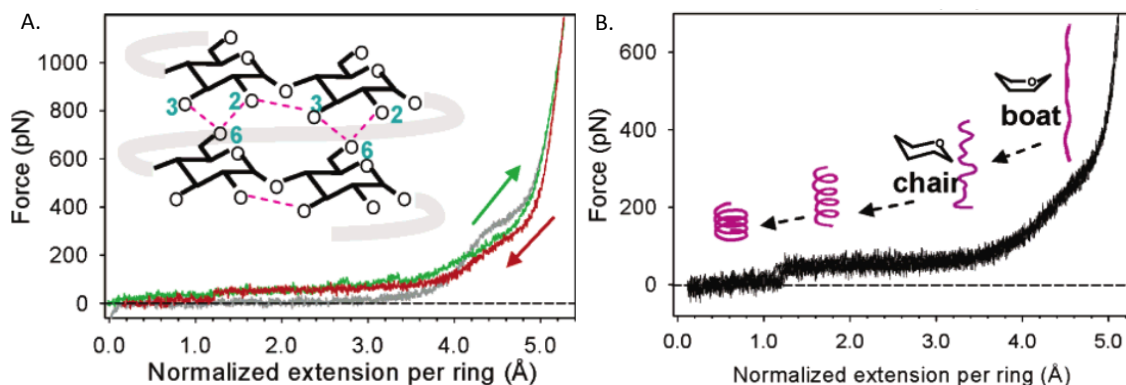 A.
1000
800
600
400
200
0
Force (pN)
0.0 1.0 2.0 3.0 4.0 5.0
Normalized extension per ring (Å)
O O
O O
O
3 O 2 O 3 O O 2 O
O 6 O 6
O O
O
O O O O O
B.
600
400
200
0
Force (pN)
0.0 1.0 2.0 3.0 4.0 5.0
Normalized extension per ring (Å)
O
boat
O
chair